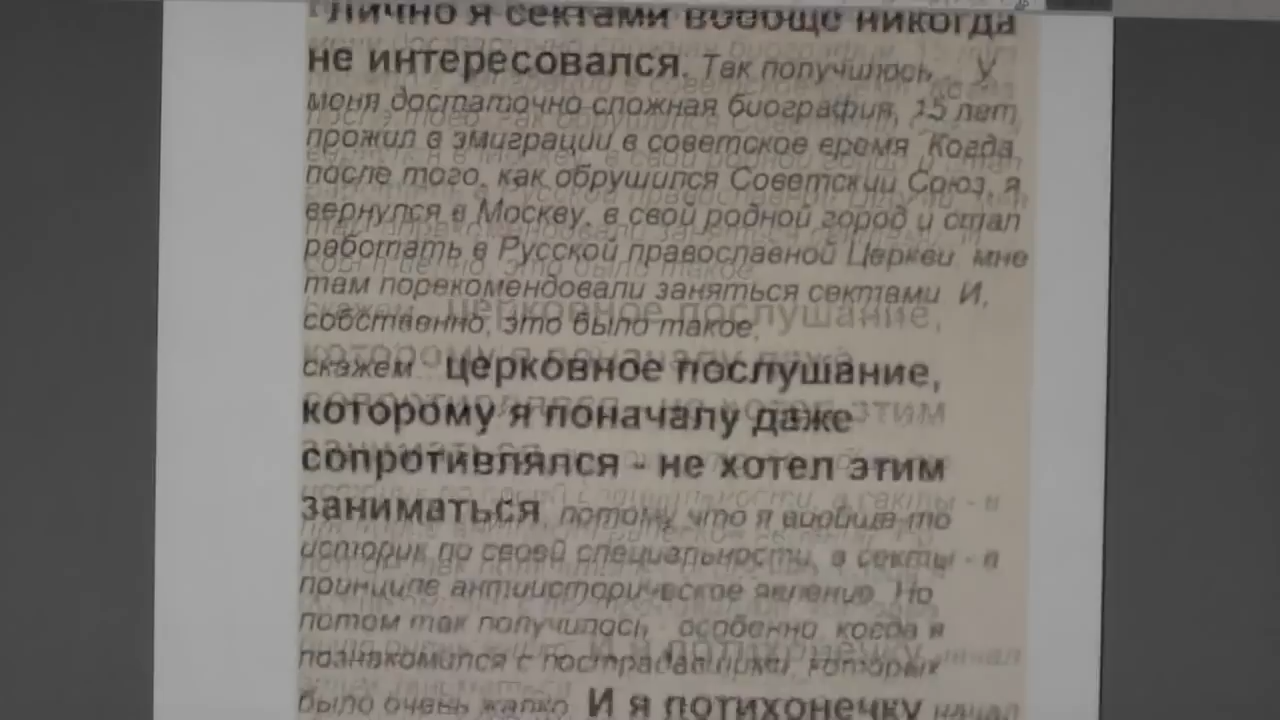 "Лично я сектами вообще никогда
не интересовался. Так получилось. У
меня достаточно сложная биография, 15 лет
прожил в эмиграции в советское время. Когда,
после того, как обрушился Советский Союз, я
вернулся в Москву, в свой родной город и стал
работать в Русской православной Церкви, мне
там порекомендовали заняться сектами. И,
собственно, это было такое,
скажем - церковное послушание,
которому я поначалу даже
сопротивлялся - не хотел этим
заниматься, потому, что я вообще то
историк по своей специальности, а секты - в
принципе антиисторическое явление. Но
потом так получилось, особенно, когда я
познакомился с пострадавшими, которых
было очень жалко. И я потихонечку начал